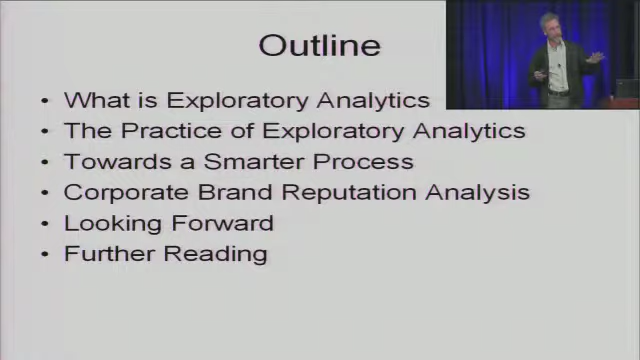 Outline
• What is Exploratory Analytics
• The Practice of Exploratory Analytics
• Towards a Smarter Process
• Corporate Brand Reputation Analysis
• Looking Forward
• Further Reading